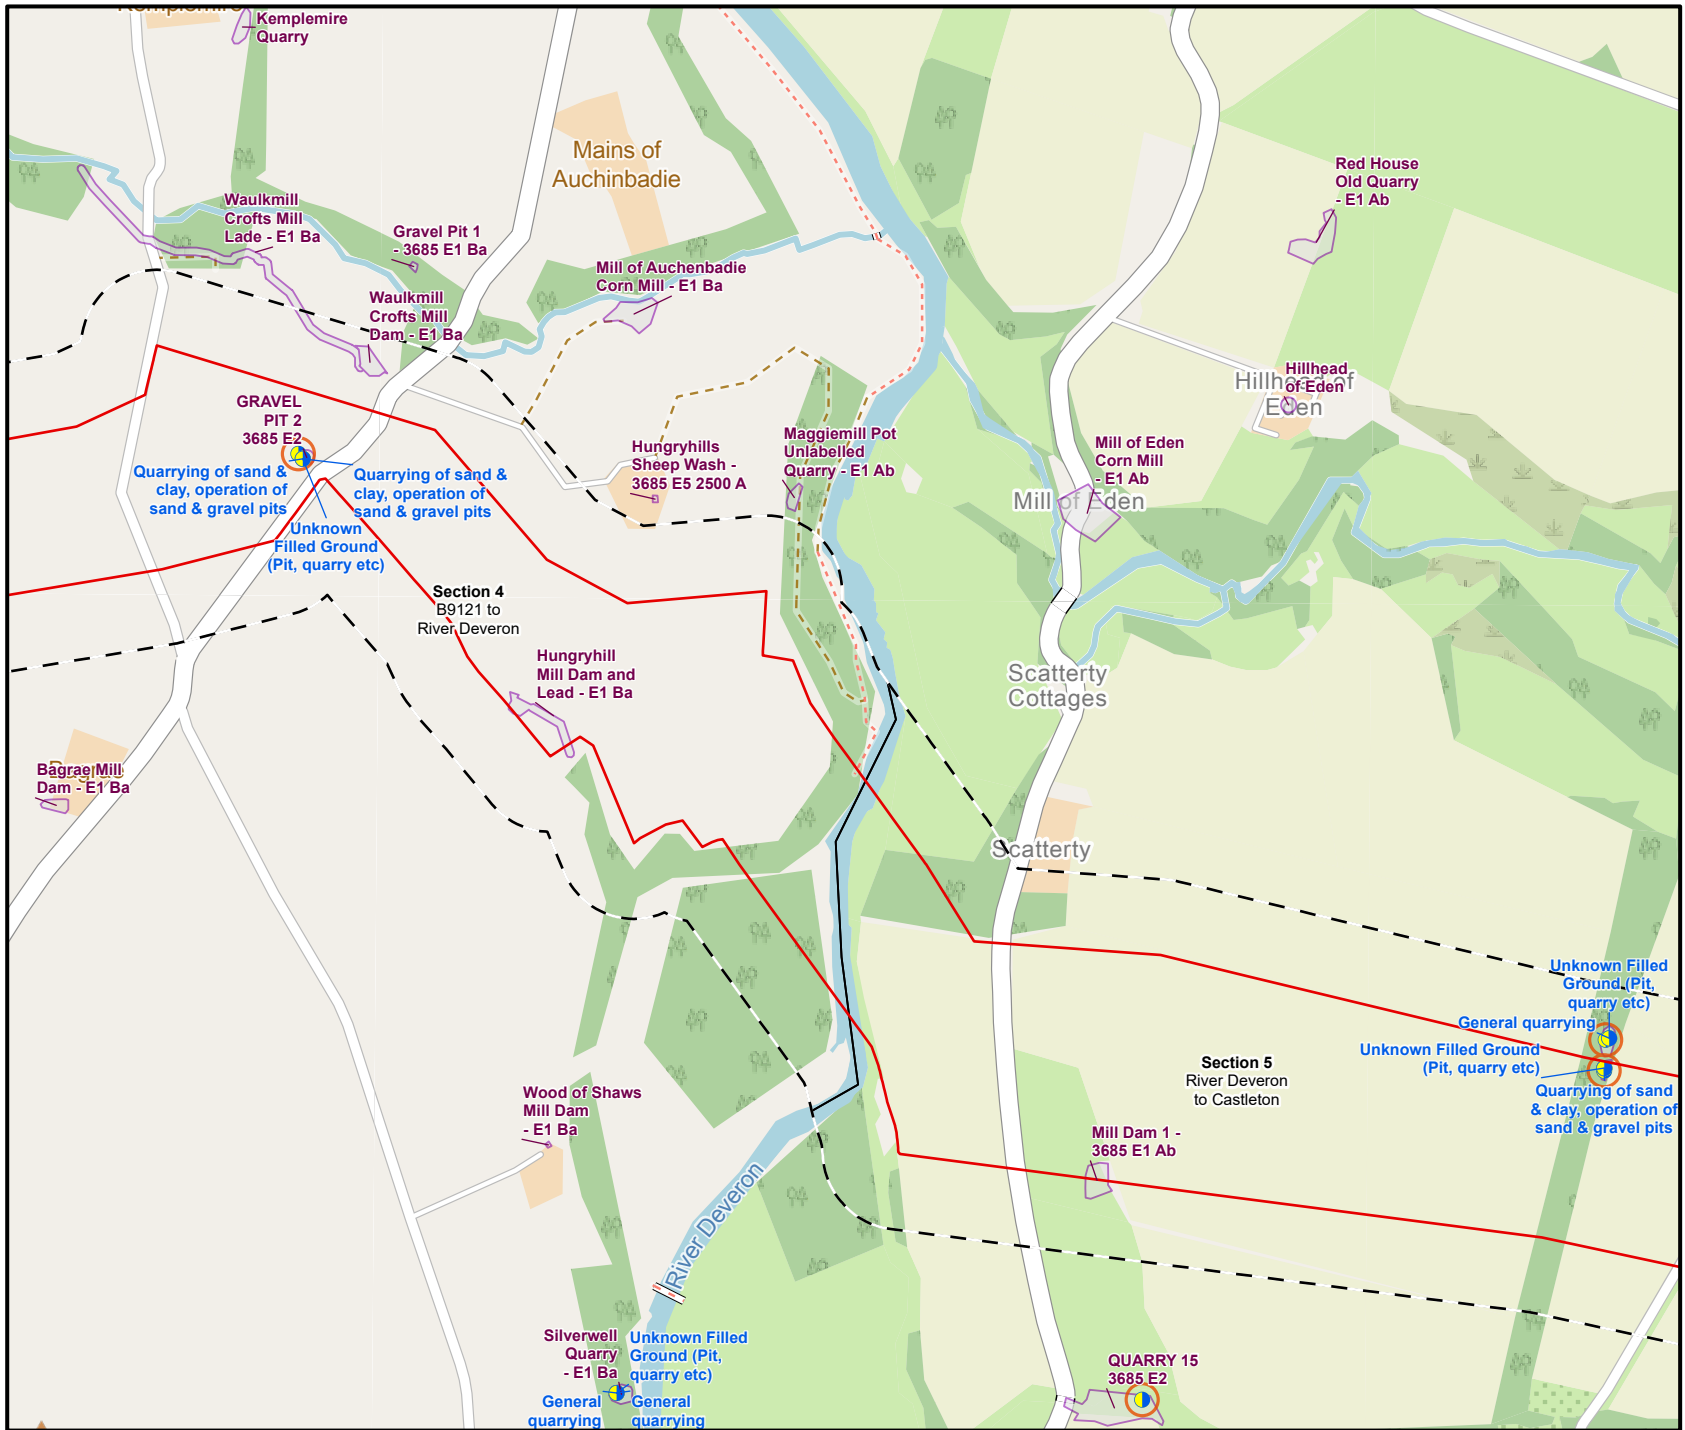 Kemplemire
Kemplemire
Quarry
Mains of
Auchinbadie
Red House
Old Quarry
- E1 Ab
Waulkmill
Crofts Mill
Lade - E1 Ba
Gravel Pit 1
- 3685 E1 Ba
Mill of Auchenbadie
Corn Mill - E1 Ba
Waulkmill
Crofts Mill
Dam - E1 Ba
Hillhead of
Eden
Hillhead
of Eden
GRAVEL
PIT 2
3685 E2
Hungryhills
Sheep Wash -
3685 E5 2500 A
Maggiemill Pot
Unlabelled
Quarry - E1 Ab
Mill of Eden
Corn Mill
- E1 Ab
Mill of Eden
Quarrying of sand &
clay, operation of
sand & gravel pits
Quarrying of sand &
clay, operation of
sand & gravel pits
Unknown
Filled Ground
(Pit, quarry etc)
Section 4
B9121 to
River Deveron
Hungryhill
Mill Dam and
Lead - E1 Ba
Scatterty
Cottages
Bagrae
Bagrae Mill
Dam - E1 Ba
Scatterty
Unknown Filled
Ground (Pit,
quarry etc)
General quarrying
Unknown Filled Ground
(Pit, quarry etc)
Quarrying of sand
& clay, operation of
sand & gravel pits
Section 5
River Deveron
to Castleton
Wood of Shaws
Mill Dam
- E1 Ba
Mill Dam 1 -
3685 E1 Ab
River Deveron
Silverwell
Quarry
- E1 Ba
Unknown Filled
Ground (Pit,
quarry etc)
General
quarrying
General
quarrying
QUARRY 15
3685 E2